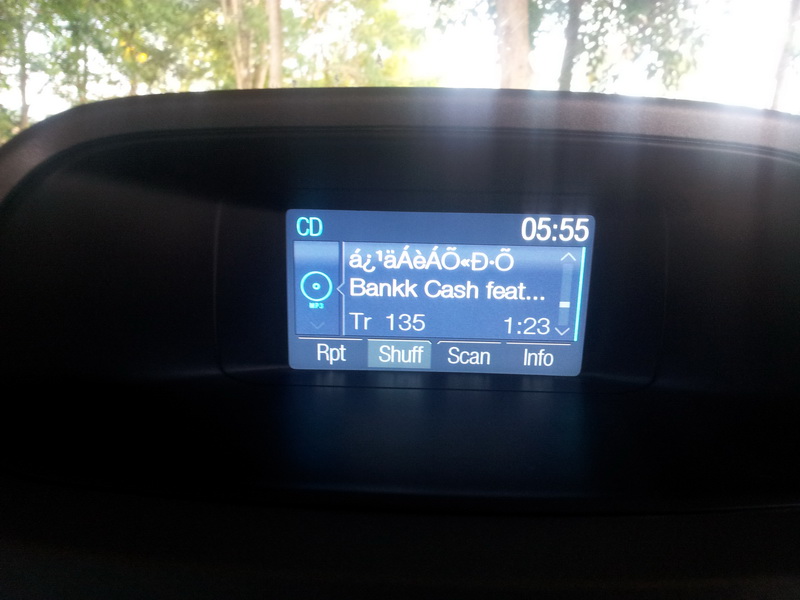 CD 05:55
á¿¹äÁèÁÕ«Ð·Õ
Bankk Cash feat...
MP3
Tr 135 1:23
Rpt Shuff Scan Info